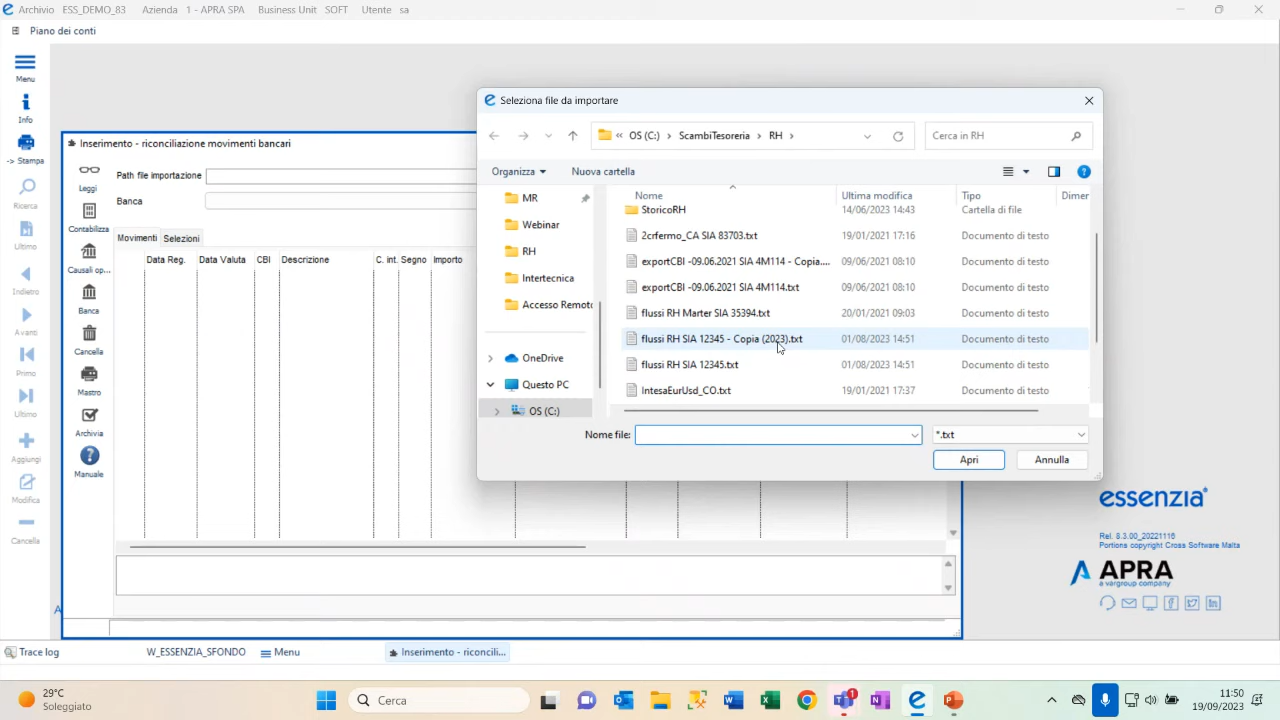 Archivio ESS_DEMO_83 Azienda 1 - APRA SPA Business Unit SOFT Utente sa
Piano dei conti
Menu
Info
-> Stampa
Ricerca
Ultimo
Indietro
Avanti
Primo
Ultimo
Aggiungi
Modifica
Cancella
Inserimento - riconciliazione movimenti bancari
Leggi
Contabilizza
Causali op...
Banca
Cancella
Mastro
Archivia
Manuale
Path file importazione
Banca
Movimenti Selezioni
Data Reg. Data Valuta CBI Descrizione C. int. Segno Importo
Seleziona file da importare
« OS (C:) › ScambiTesoreria › RH ›
Cerca in RH
Organizza Nuova cartella
MR
Webinar
RH
Intertecnica
Accesso Remoto
OneDrive
Questo PC
OS (C:)
Nome Ultima modifica Tipo Dimer
StoricoRH 14/06/2023 14:43 Cartella di file
2crfermo_CA SIA 83703.txt 19/01/2021 17:16 Documento di testo
exportCBI -09.06.2021 SIA 4M114 - Copia.... 09/06/2021 08:10 Documento di testo
exportCBI -09.06.2021 SIA 4M114.txt 09/06/2021 08:10 Documento di testo
flussi RH Marter SIA 35394.txt 20/01/2021 09:03 Documento di testo
flussi RH SIA 12345 - Copia (2023).txt 01/08/2023 14:51 Documento di testo
flussi RH SIA 12345.txt 01/08/2023 14:51 Documento di testo
IntesaEurUsd_CO.txt 19/01/2021 17:37 Documento di testo
Nome file: *.txt
Apri Annulla
essenzia®
Rel. 8.3.00_20221116
Portions copyright Cross Software Malta
APRA
a vargroup company
Trace log W_ESSENZIA_SFONDO Menu Inserimento - riconcili...
29°C
Soleggiato
Cerca
1
11:50
19/09/2023